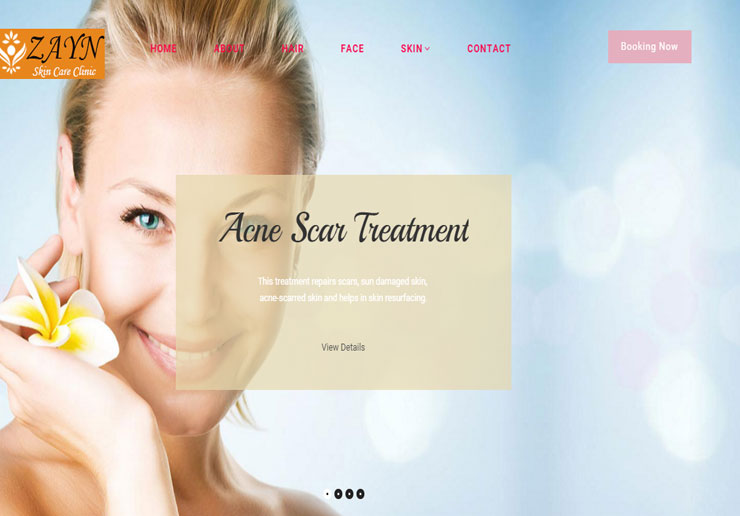 ZAYN
Skin Care Clinic
HOME ABOUT HAIR FACE SKIN CONTACT Booking Now
Acne Scar Treatment
This treatment repairs scars, sun damaged skin,
acne-scarred skin and helps in skin resurfacing.
View Details